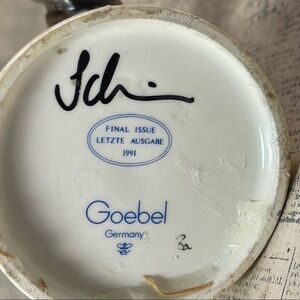 FINAL ISSUE
LETZTE AUSGABE
1991
Goebel
Germany